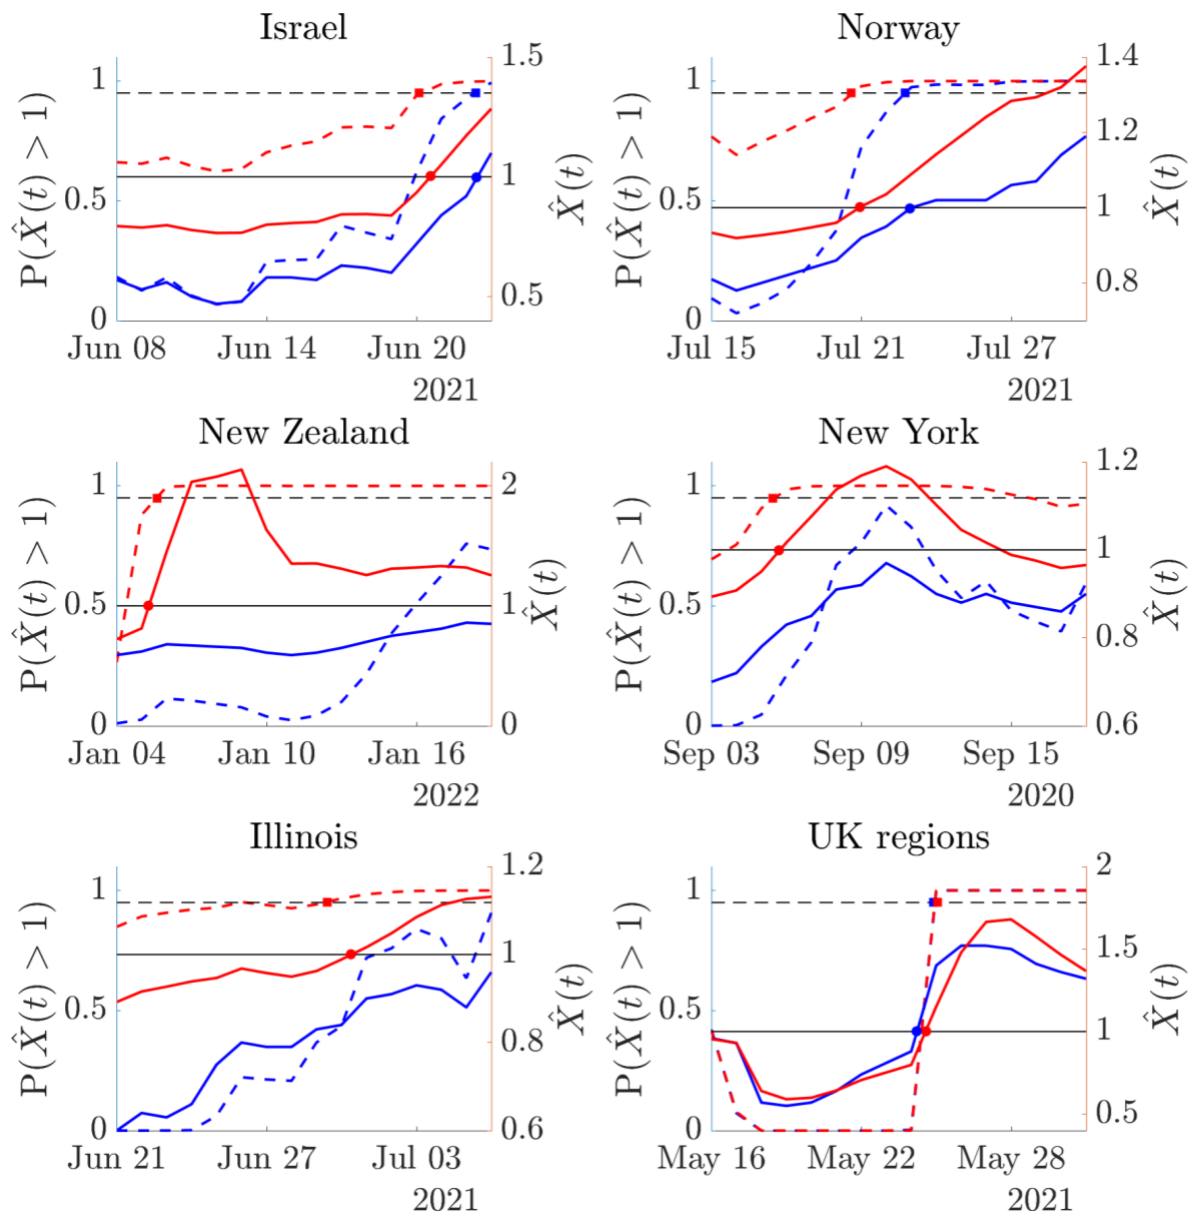 Israel
P(X̂(t) > 1)
1
0.5
0
1.5
1
0.5
X̂(t)
Jun 08 Jun 14 Jun 20
2021
Norway
P(X̂(t) > 1)
1
0.5
0
1.4
1.2
1
0.8
X̂(t)
Jul 15 Jul 21 Jul 27
2021
New Zealand
P(X̂(t) > 1)
1
0.5
0
2
1
0
X̂(t)
Jan 04 Jan 10 Jan 16
2022
New York
P(X̂(t) > 1)
1
0.5
0
1.2
1
0.8
0.6
X̂(t)
Sep 03 Sep 09 Sep 15
2020
Illinois
P(X̂(t) > 1)
1
0.5
0
1.2
1
0.8
0.6
X̂(t)
Jun 21 Jun 27 Jul 03
2021
UK regions
P(X̂(t) > 1)
1
0.5
0
2
1.5
1
0.5
X̂(t)
May 16 May 22 May 28
2021